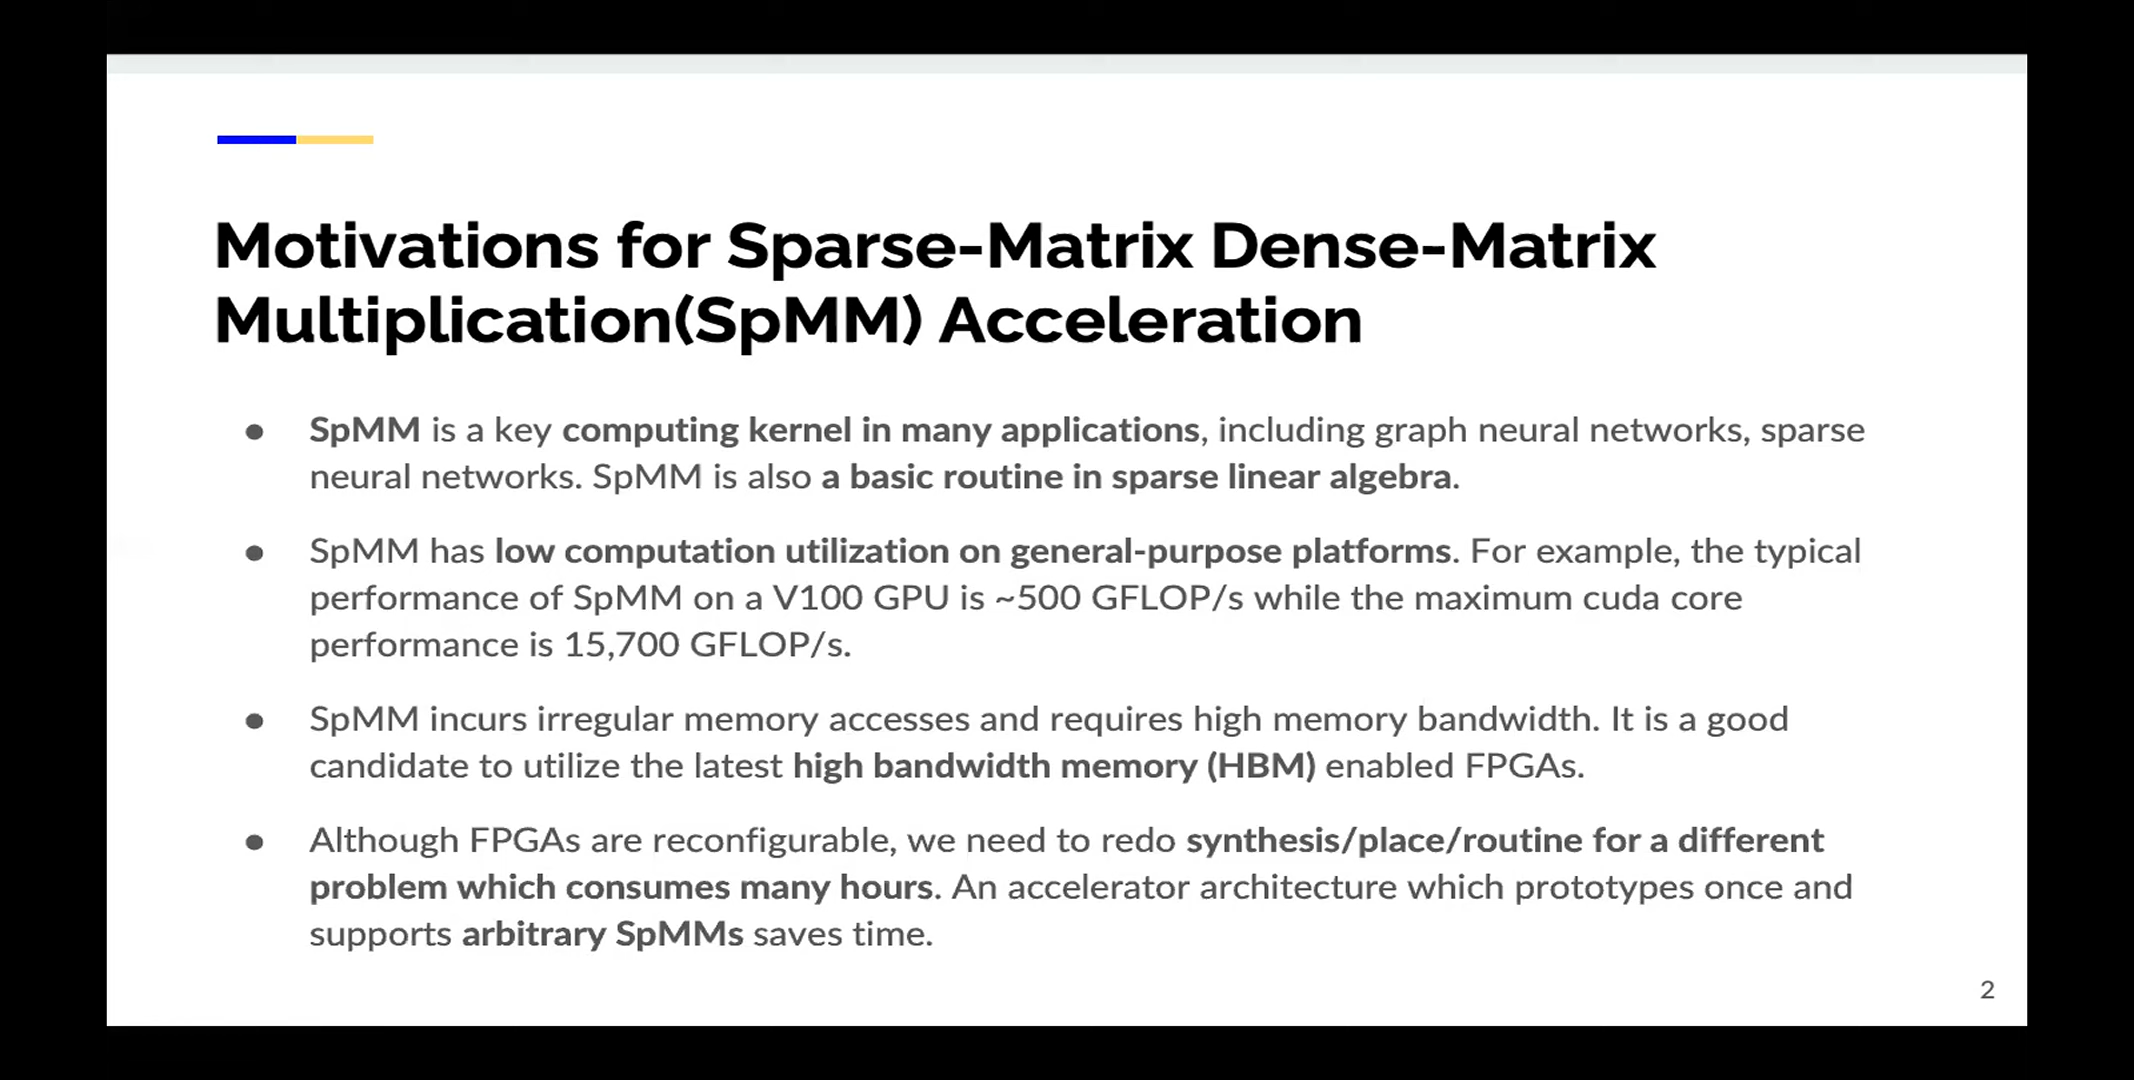 Motivations for Sparse-Matrix Dense-Matrix
Multiplication(SpMM) Acceleration
● SpMM is a key computing kernel in many applications, including graph neural networks, sparse
neural networks. SpMM is also a basic routine in sparse linear algebra.
● SpMM has low computation utilization on general-purpose platforms. For example, the typical
performance of SpMM on a V100 GPU is ~500 GFLOP/s while the maximum cuda core
performance is 15,700 GFLOP/s.
● SpMM incurs irregular memory accesses and requires high memory bandwidth. It is a good
candidate to utilize the latest high bandwidth memory (HBM) enabled FPGAs.
● Although FPGAs are reconfigurable, we need to redo synthesis/place/routine for a different
problem which consumes many hours. An accelerator architecture which prototypes once and
supports arbitrary SpMMs saves time.
2